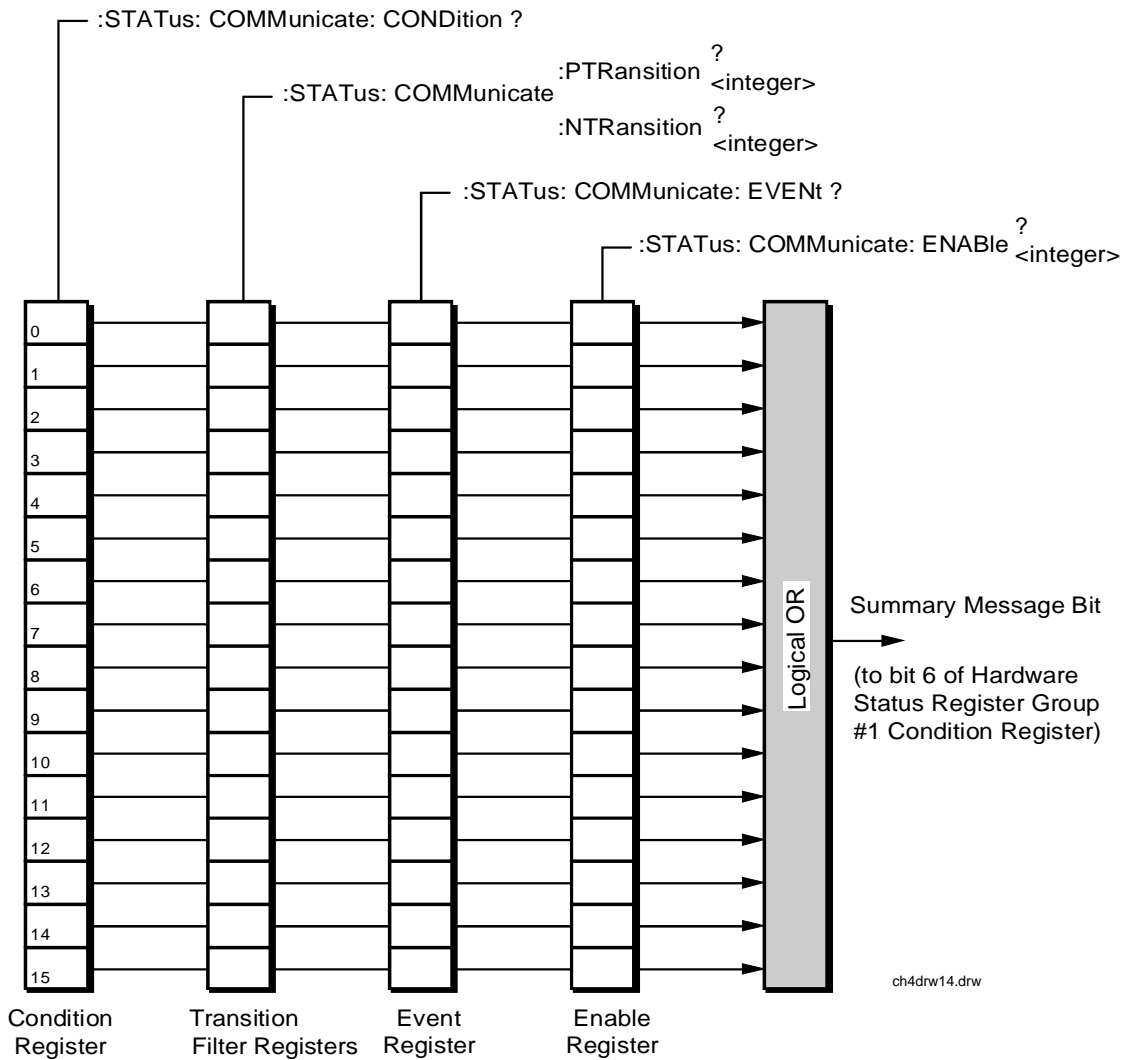 :STATus: COMMunicate: CONDition ?
:STATus: COMMunicate
:PTRansition ?
<integer>
:NTRansition ?
<integer>
:STATus: COMMunicate: EVENt ?
:STATus: COMMunicate: ENABle ?
<integer>
0
1
2
3
4
5
6
7
8
9
10
11
12
13
14
15
Logical OR
Summary Message Bit
(to bit 6 of Hardware
Status Register Group
#1 Condition Register)
ch4drw14.drw
Condition
Register
Transition
Filter Registers
Event
Register
Enable
Register